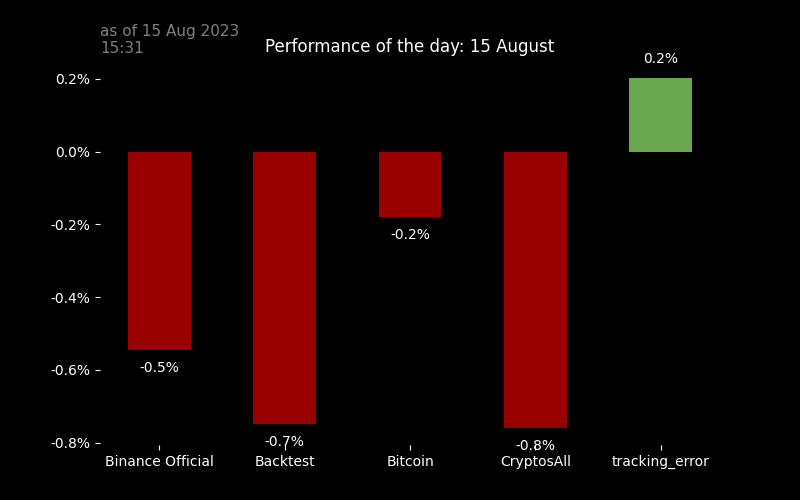 as of 15 Aug 2023
15:31
Performance of the day: 15 August
0.2%
0.2%
0.0%
-0.2%
-0.2%
-0.4%
-0.5%
-0.6%
-0.7%
-0.8%
-0.8%
Binance Official
Backtest
Bitcoin
CryptosAll
tracking_error